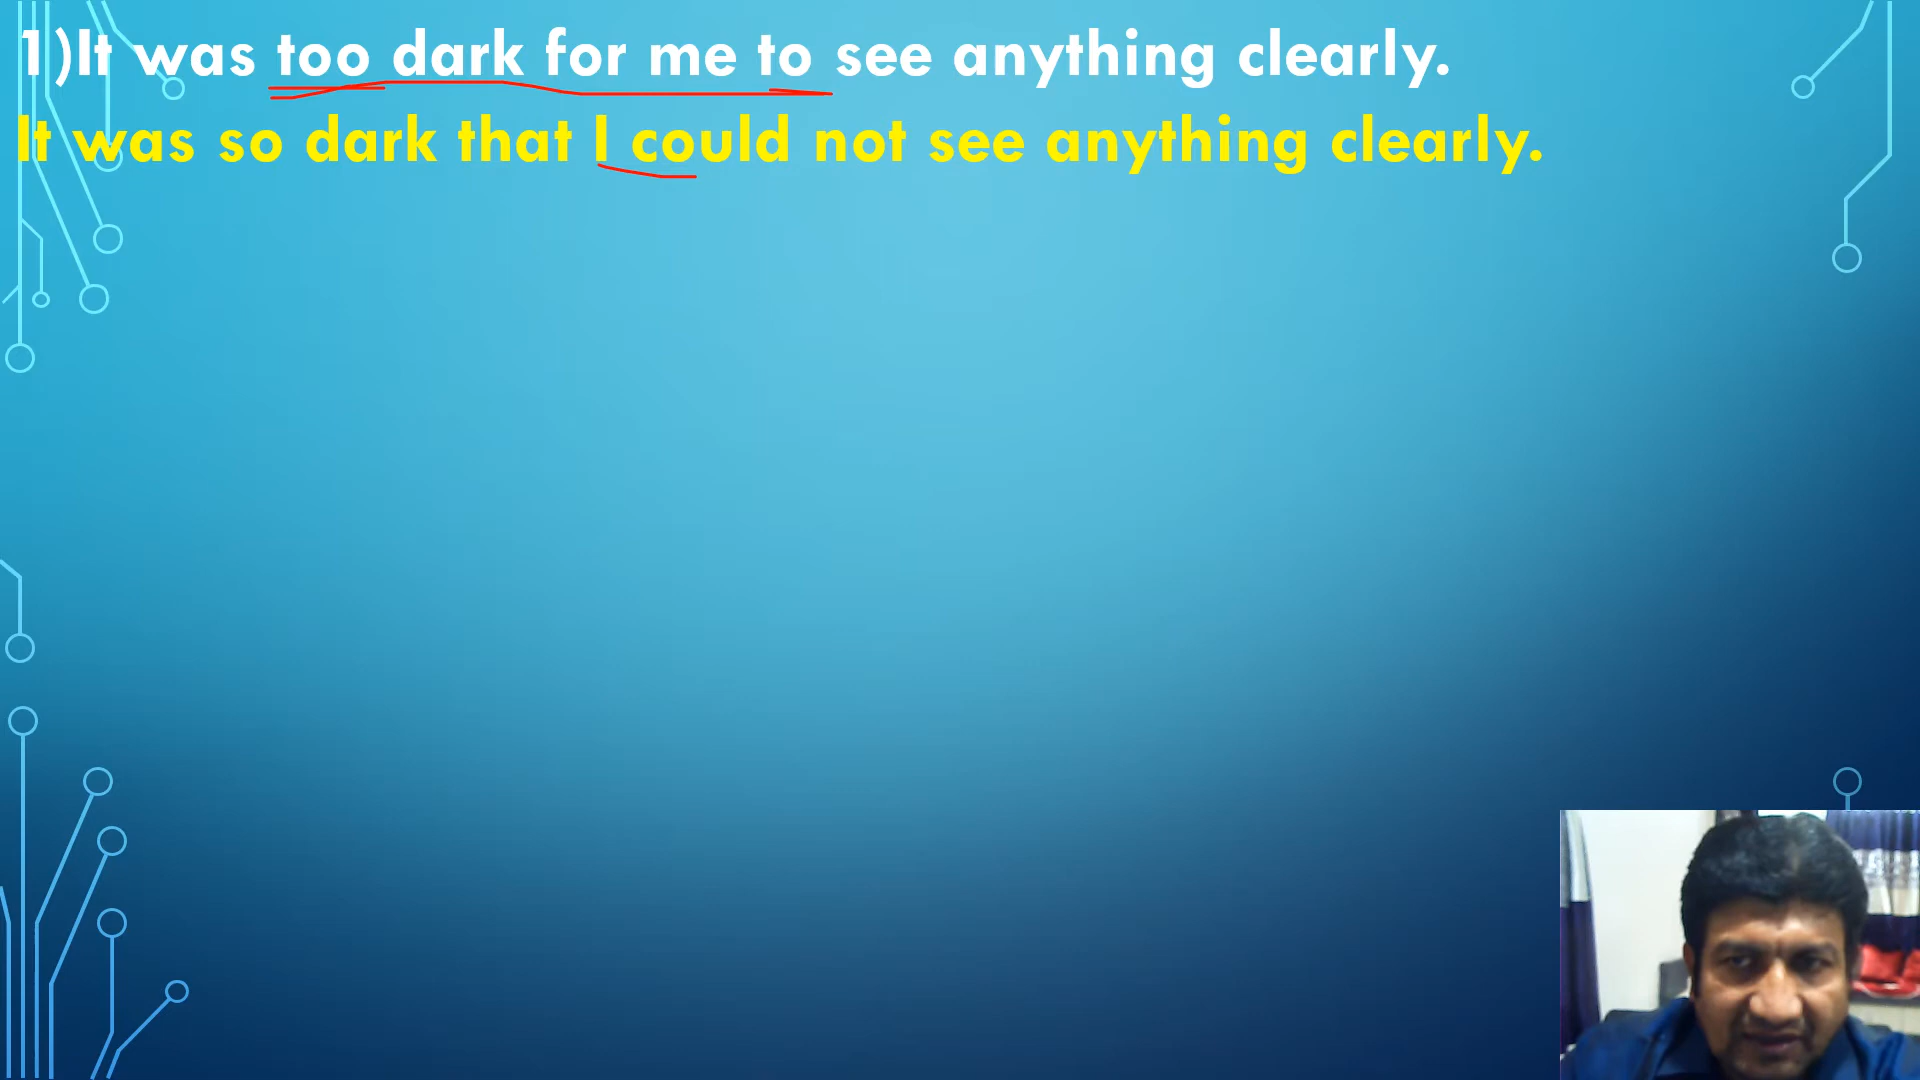 1)It was too dark for me to see anything clearly.
It was so dark that I could not see anything clearly.